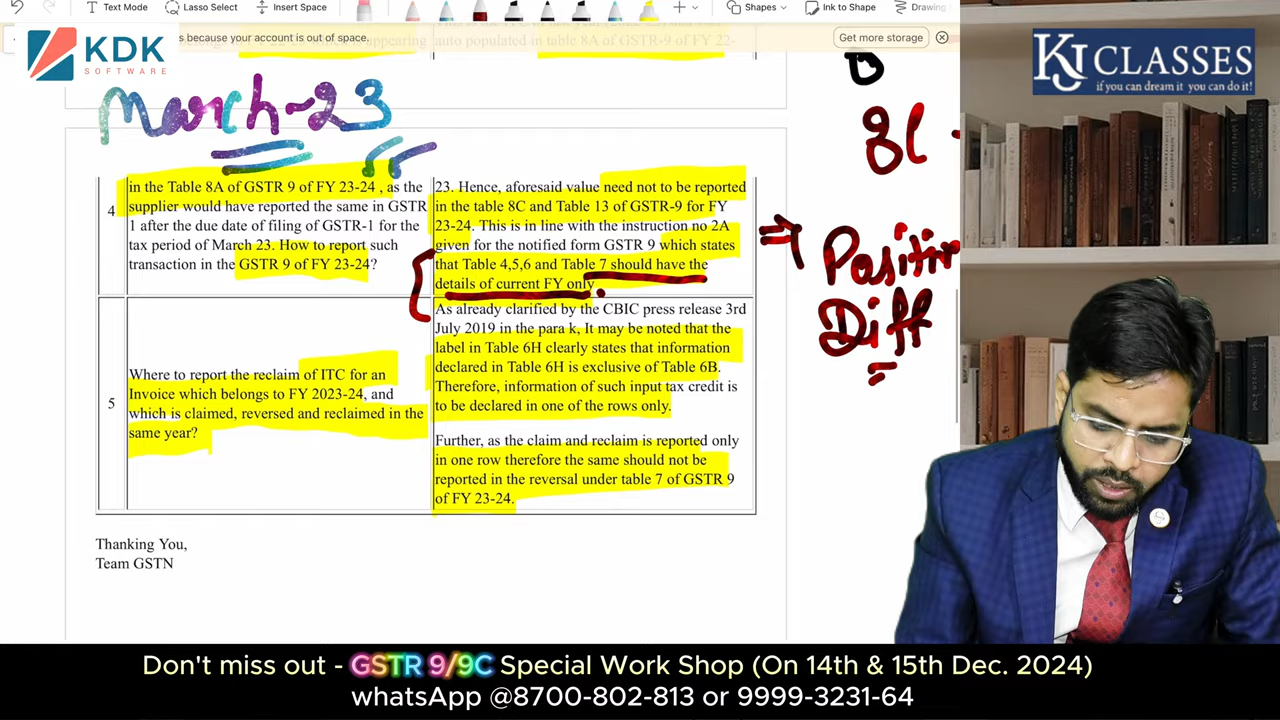 Text Mode Lasso Select Insert Space Shapes Ink to Shape Drawing
s because your account is out of space. Get more storage
appearing auto populated in table 8A of GSTR-9 of FY 22-
KDK
SOFTWARE
KJ CLASSES
if you can dream it you can do it!
March-23
8C
4
in the Table 8A of GSTR 9 of FY 23-24 , as the
supplier would have reported the same in GSTR
1 after the due date of filing of GSTR-1 for the
tax period of March 23. How to report such
transaction in the GSTR 9 of FY 23-24?
23. Hence, aforesaid value need not to be reported
in the table 8C and Table 13 of GSTR-9 for FY
23-24. This is in line with the instruction no 2A
given for the notified form GSTR 9 which states
that Table 4,5,6 and Table 7 should have the
details of current FY only.
⇒ Positiv
Diff
5
Where to report the reclaim of ITC for an
Invoice which belongs to FY 2023-24, and
which is claimed, reversed and reclaimed in the
same year?
As already clarified by the CBIC press release 3rd
July 2019 in the para k, It may be noted that the
label in Table 6H clearly states that information
declared in Table 6H is exclusive of Table 6B.
Therefore, information of such input tax credit is
to be declared in one of the rows only.
Further, as the claim and reclaim is reported only
in one row therefore the same should not be
reported in the reversal under table 7 of GSTR 9
of FY 23-24.
Thanking You,
Team GSTN
Don't miss out - GSTR 9/9C Special Work Shop (On 14th & 15th Dec. 2024)
whatsApp @8700-802-813 or 9999-3231-64